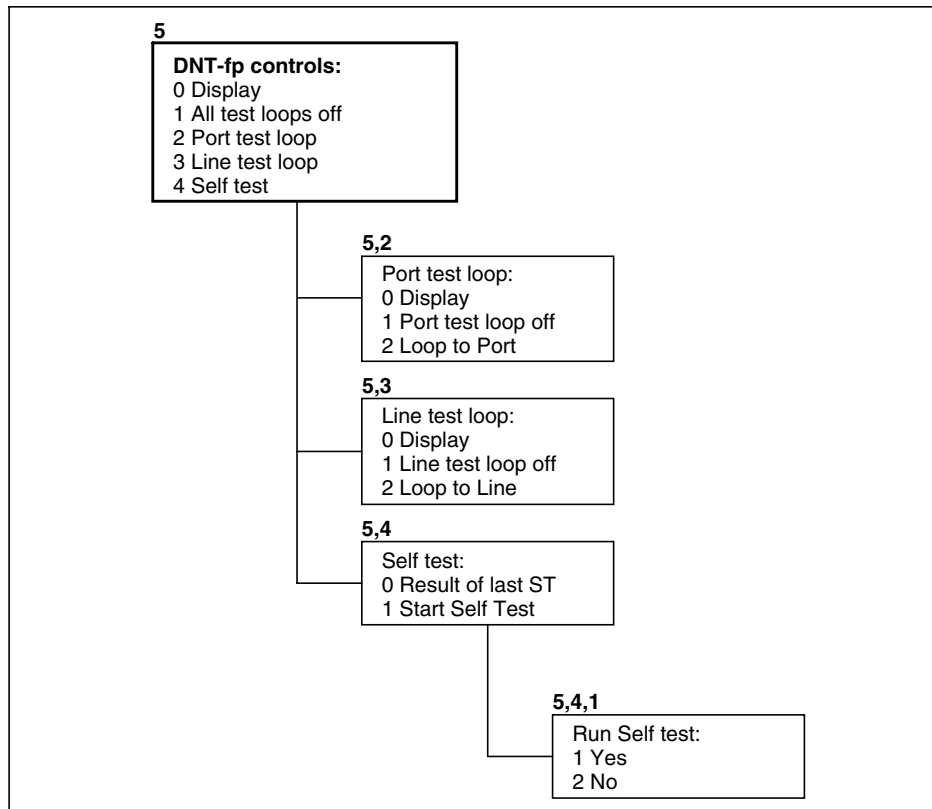 5
DNT-fp controls:
0 Display
1 All test loops off
2 Port test loop
3 Line test loop
4 Self test
5,2
Port test loop:
0 Display
1 Port test loop off
2 Loop to Port
5,3
Line test loop:
0 Display
1 Line test loop off
2 Loop to Line
5,4
Self test:
0 Result of last ST
1 Start Self Test
5,4,1
Run Self test:
1 Yes
2 No